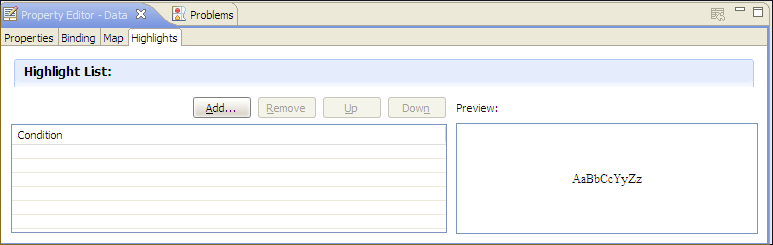 Property Editor - Data Problems
Properties Binding Map Highlights
Highlight List:
Add... Remove Up Down Preview:
Condition
AaBbCcYyZz